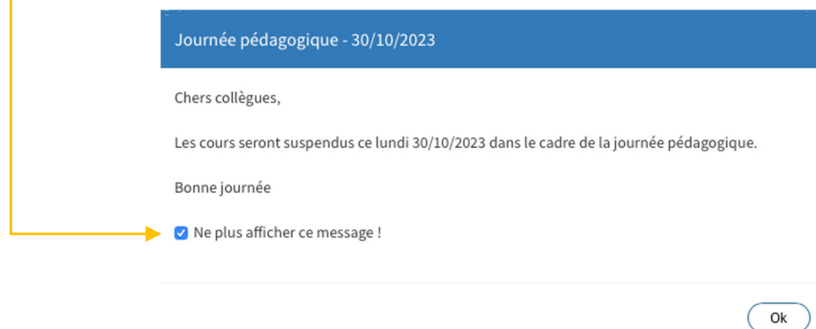 Journée pédagogique - 30/10/2023
Chers collègues,
Les cours seront suspendus ce lundi 30/10/2023 dans le cadre de la journée pédagogique.
Bonne journée
Ne plus afficher ce message !
Ok